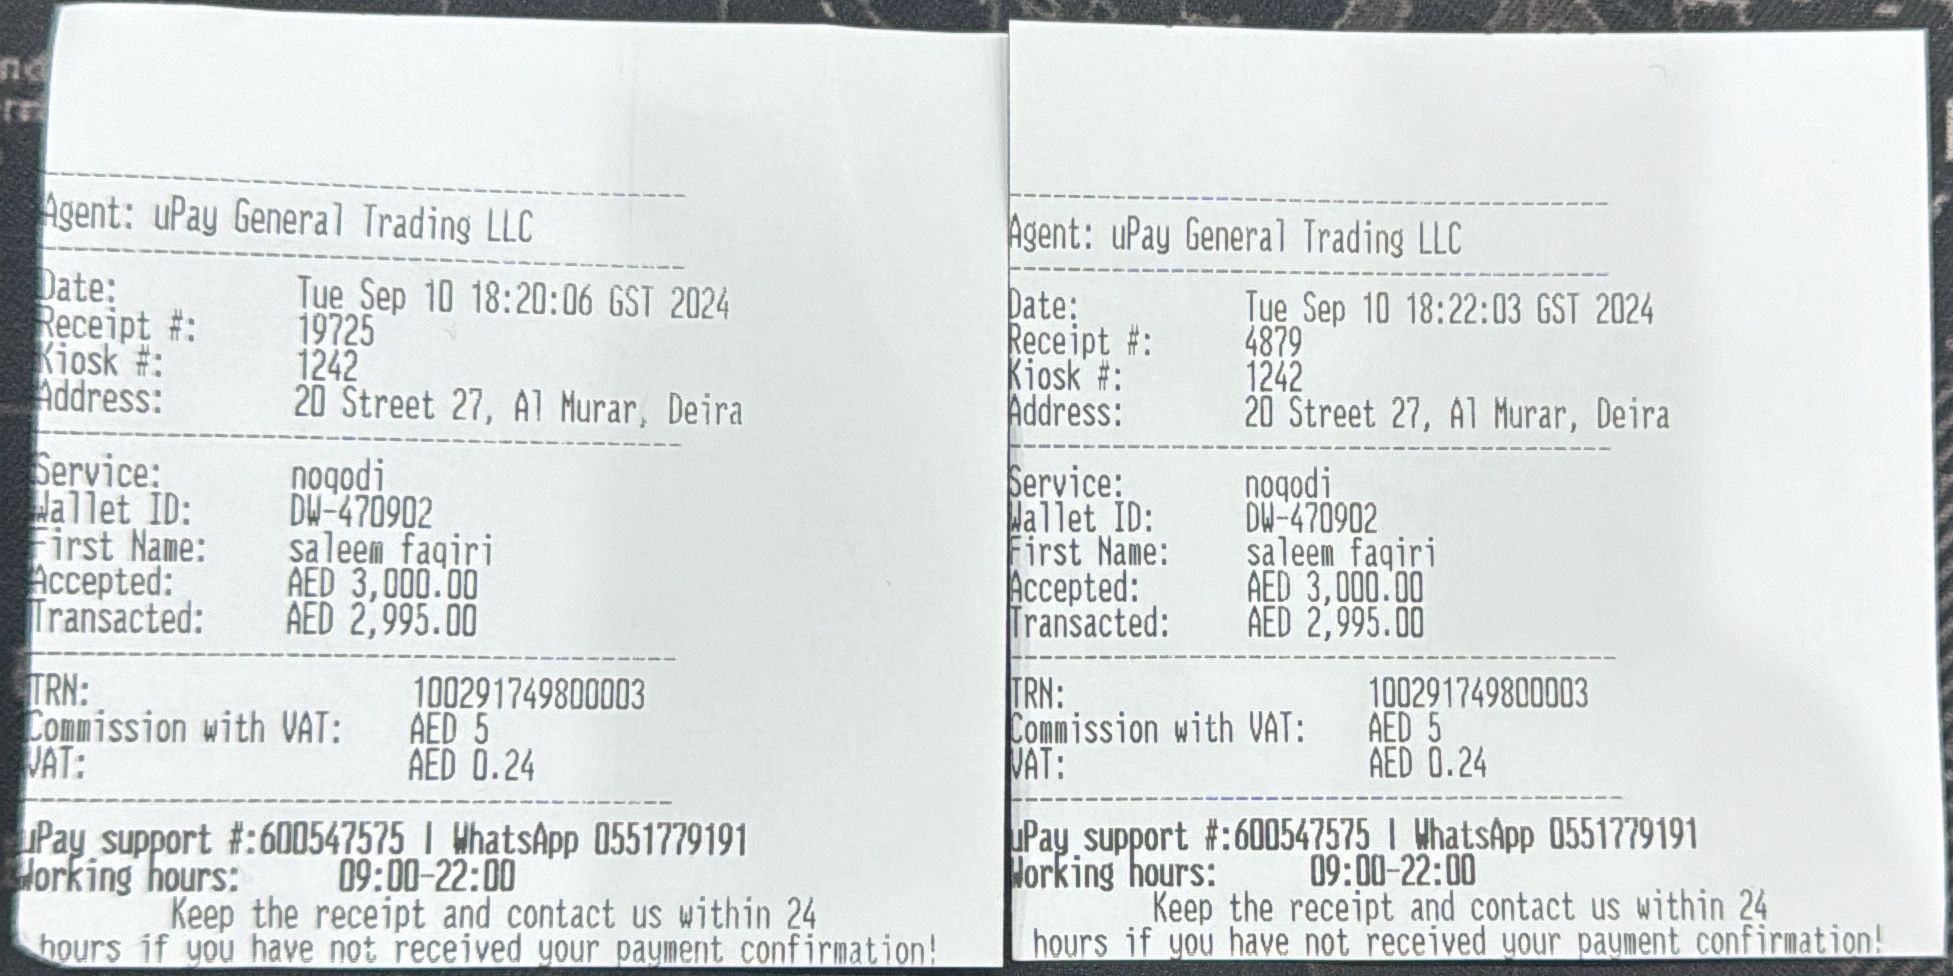 Agent: uPay General Trading LLC
Date: Tue Sep 10 18:20:06 GST 2024
Receipt #: 19725
Kiosk #: 1242
Address: 20 Street 27, Al Murar, Deira
Service: noqodi
Wallet ID: DW-470902
First Name: saleem faqiri
Accepted: AED 3,000.00
Transacted: AED 2,995.00
TRN: 100291749800003
Commission with VAT: AED 5
VAT: AED 0.24
uPay support #:600547575 | WhatsApp 0551779191
Working hours: 09:00-22:00
Keep the receipt and contact us within 24
hours if you have not received your payment confirmation!
Agent: uPay General Trading LLC
Date: Tue Sep 10 18:22:03 GST 2024
Receipt #: 4879
Kiosk #: 1242
Address: 20 Street 27, Al Murar, Deira
Service: noqodi
Wallet ID: DW-470902
First Name: saleem faqiri
Accepted: AED 3,000.00
Transacted: AED 2,995.00
TRN: 100291749800003
Commission with VAT: AED 5
VAT: AED 0.24
uPay support #:600547575 | WhatsApp 0551779191
Working hours: 09:00-22:00
Keep the receipt and contact us within 24
hours if you have not received your payment confirmation!